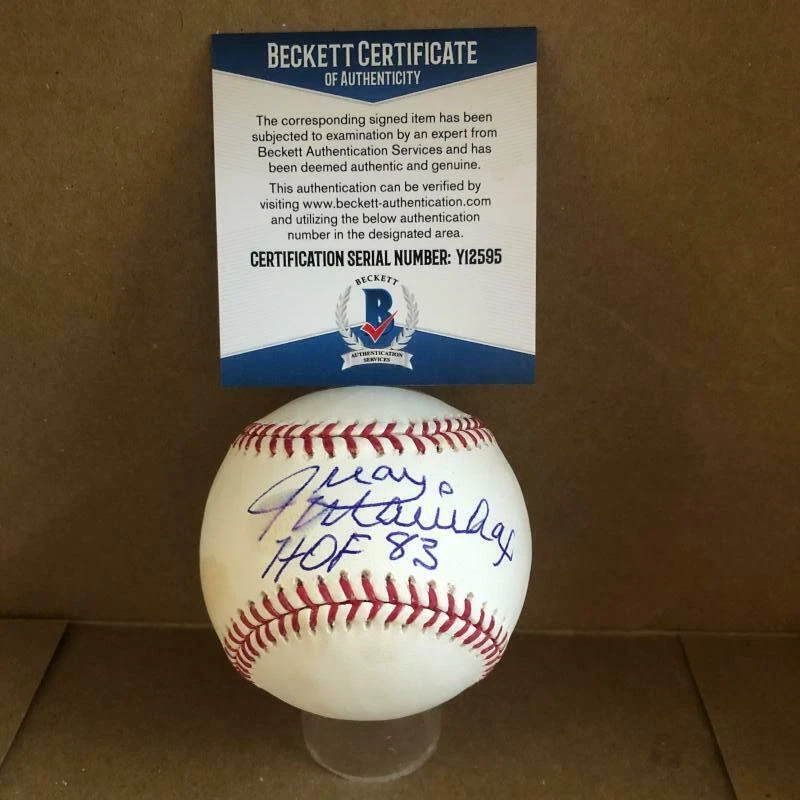 BECKETT CERTIFICATE
OF AUTHENTICITY
The corresponding signed item has been
subjected to examination by an expert from
Beckett Authentication Services and has
been deemed authentic and genuine.
This authentication can be verified by
visiting www.beckett-authentication.com
and utilizing the below authentication
number in the designated area.
CERTIFICATION SERIAL NUMBER: Y12595
BECKETT
B
AUTHENTICATION
SERVICES
Juan
Marichal
HOF 83